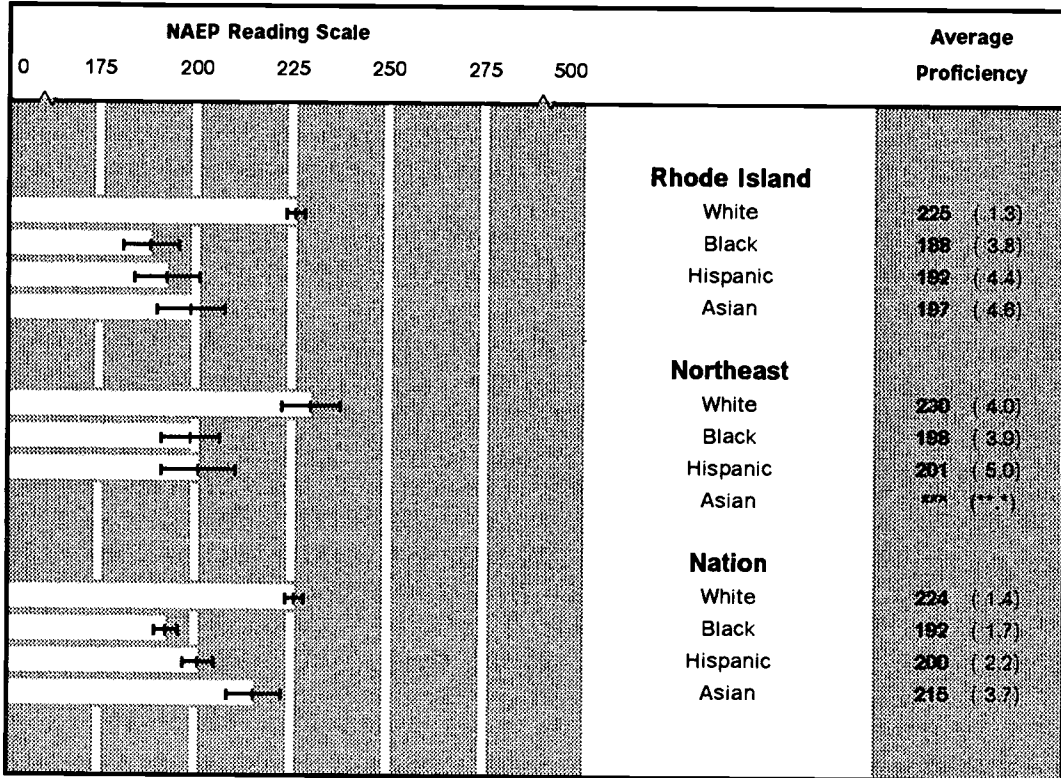 NAEP Reading Scale
Average
0 175 200 225 250 275 500
Proficiency
Rhode Island
White 225 ( 1.3)
Black 188 ( 3.8)
Hispanic 192 ( 4.4)
Asian 197 ( 4.6)
Northeast
White 230 ( 4.0)
Black 198 ( 3.9)
Hispanic 201 ( 5.0)
Asian *** (**.*)
Nation
White 224 ( 1.4)
Black 192 ( 1.7)
Hispanic 200 ( 2.2)
Asian 215 ( 3.7)